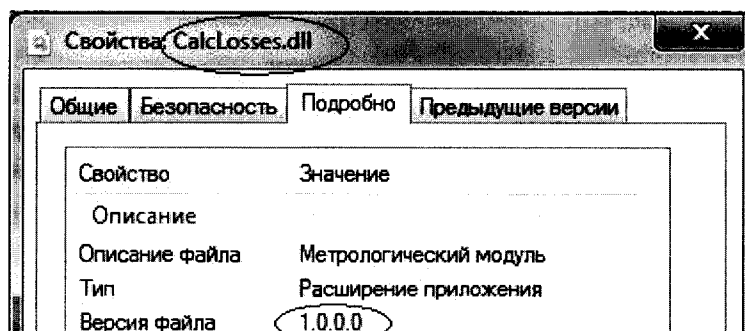 Свойства: CalcLosses.dll
x
Общие Безопасность Подробно Предыдущие версии
Свойство Значение
Описание
Описание файла Метрологический модуль
Тип Расширение приложения
Версия файла 1.0.0.0